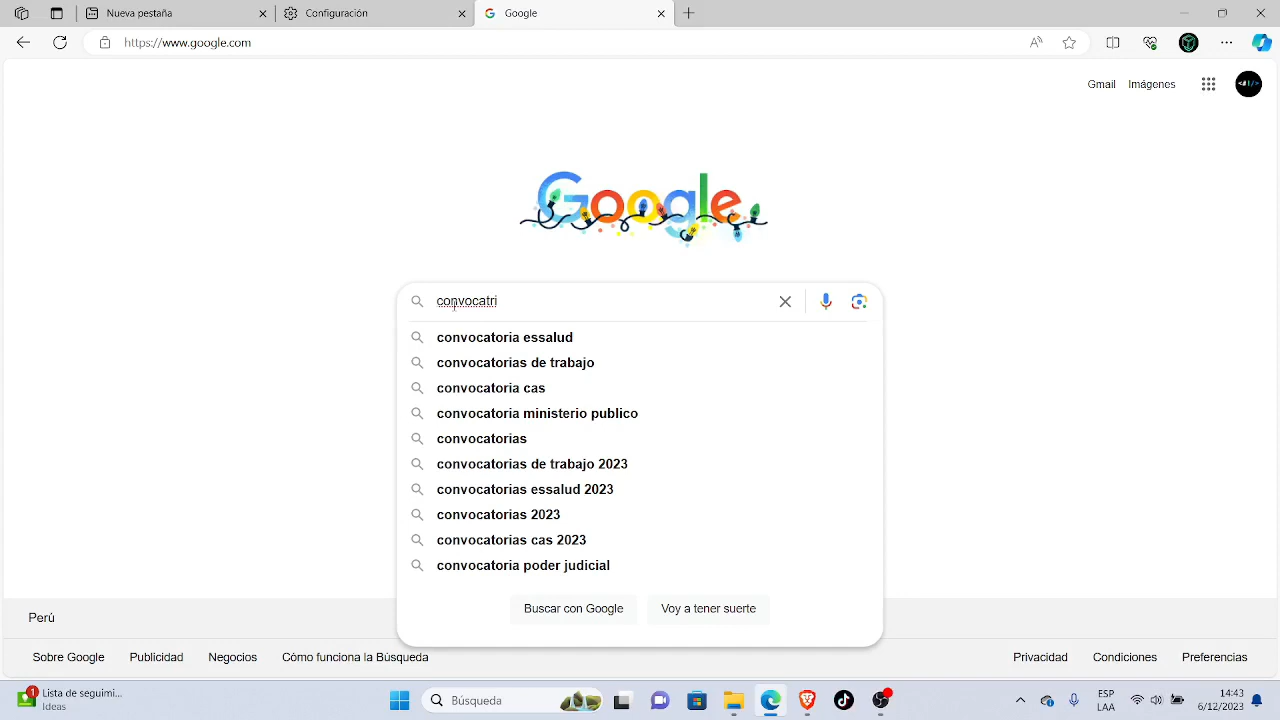 Nueva pestaña
Configuración
Google
https://www.google.com
Gmail
Imágenes
<#!/>
Google
convocatri
convocatoria essalud
convocatorias de trabajo
convocatoria cas
convocatoria ministerio publico
convocatorias
convocatorias de trabajo 2023
convocatorias essalud 2023
convocatorias 2023
convocatorias cas 2023
convocatoria poder judicial
Buscar con Google
Voy a tener suerte
Perú
Sobre Google
Publicidad
Negocios
Cómo funciona la Búsqueda
Privacidad
Condiciones
Preferencias
1
Lista de seguimi...
Ideas
Búsqueda
ESP
LAA
14:43
6/12/2023